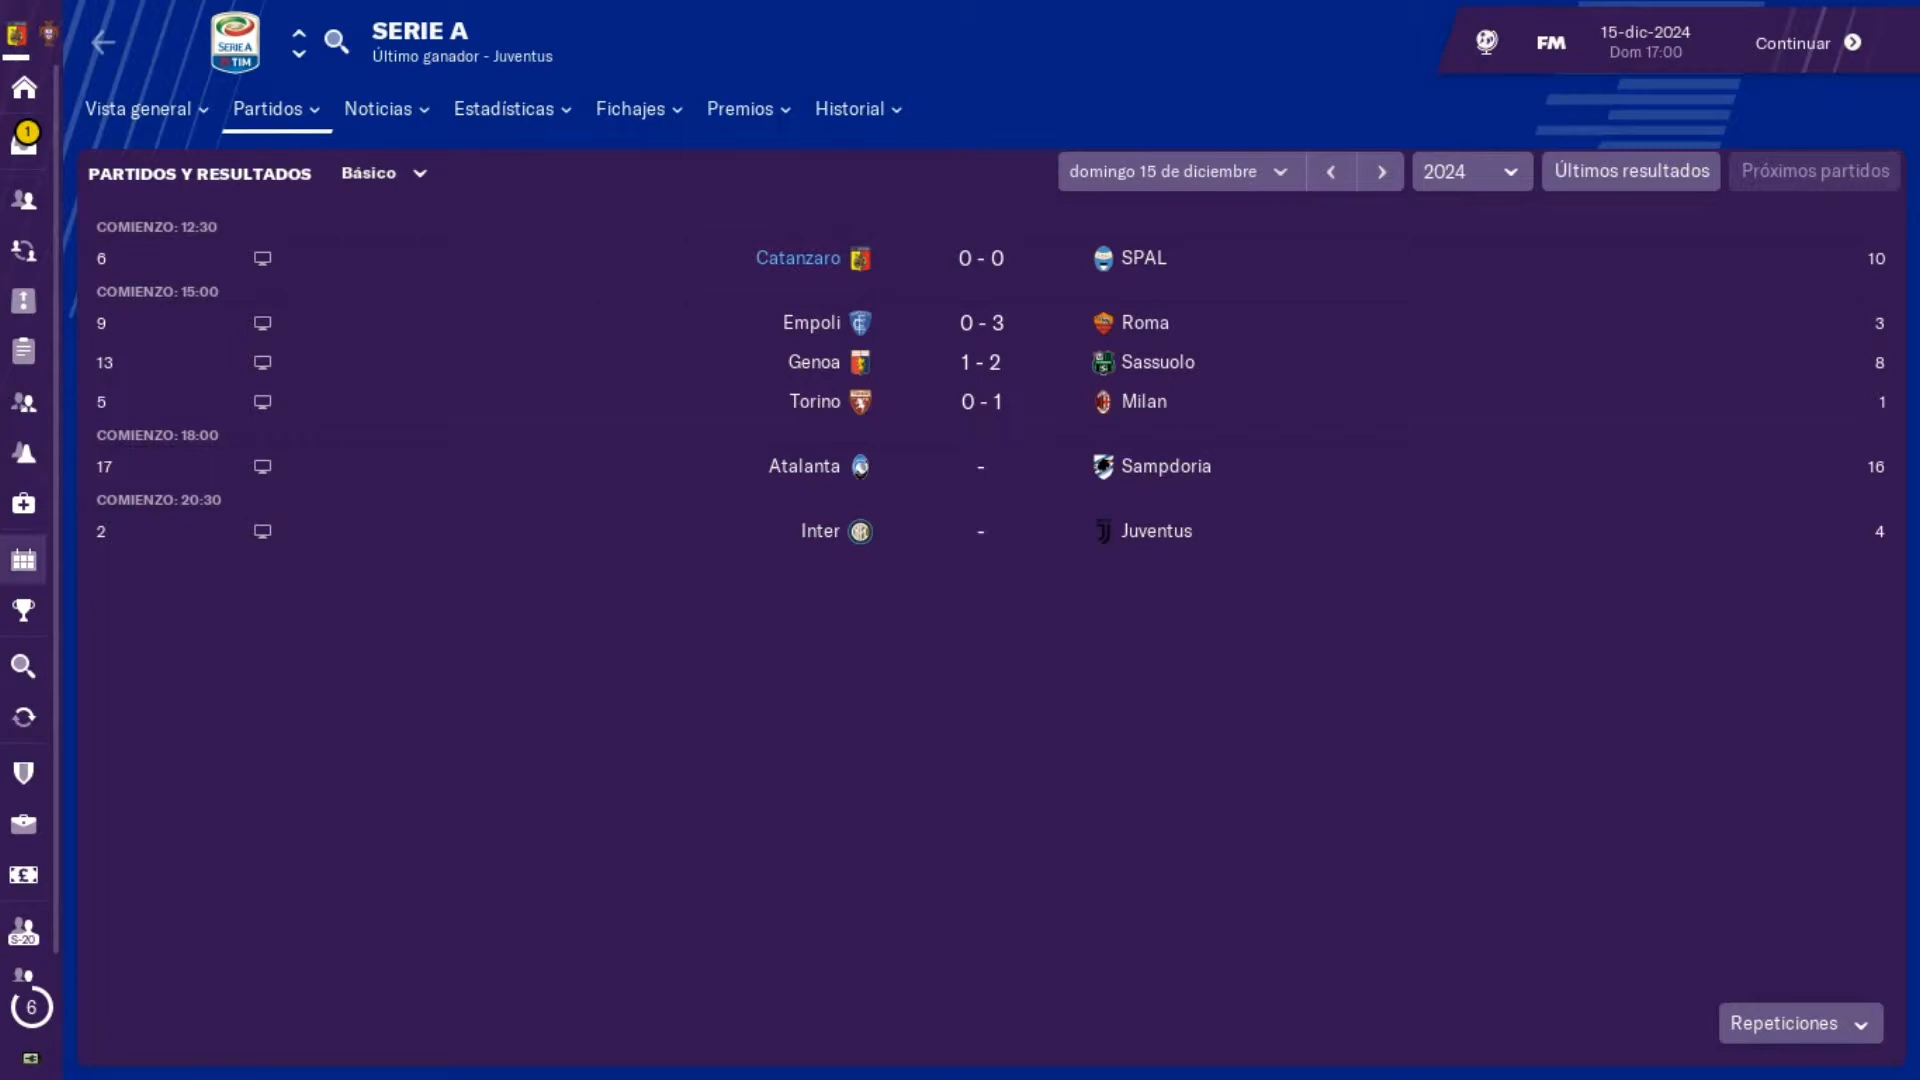 SERIE A
Último ganador - Juventus
SERIE A
TIM
FM
15-dic-2024
Dom 17:00
Continuar
1
Vista general
Partidos
Noticias
Estadísticas
Fichajes
Premios
Historial
PARTIDOS Y RESULTADOS
Básico
domingo 15 de diciembre
2024
Últimos resultados
Próximos partidos
COMIENZO: 12:30
6 Catanzaro 0 - 0 SPAL 10
COMIENZO: 15:00
9 Empoli 0 - 3 Roma 3
13 Genoa 1 - 2 Sassuolo 8
5 Torino 0 - 1 Milan 1
COMIENZO: 18:00
17 Atalanta - Sampdoria 16
COMIENZO: 20:30
2 Inter - Juventus 4
S-20
6
Repeticiones